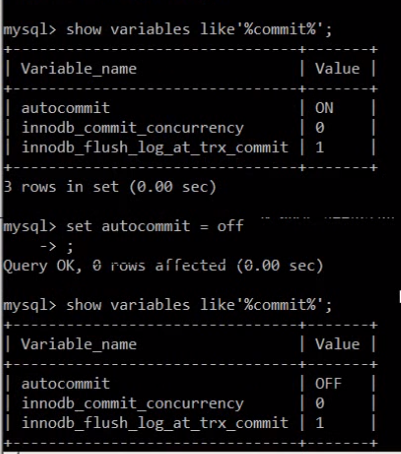 mysql> show variables like'%commit%';
+--------------------------------+-------+
| Variable_name                  | Value |
+--------------------------------+-------+
| autocommit                     | ON    |
| innodb_commit_concurrency      | 0     |
| innodb_flush_log_at_trx_commit | 1     |
+--------------------------------+-------+
3 rows in set (0.00 sec)
mysql> set autocommit = off
    -> ;
Query OK, 0 rows affected (0.00 sec)
mysql> show variables like'%commit%';
+--------------------------------+-------+
| Variable_name                  | Value |
+--------------------------------+-------+
| autocommit                     | OFF   |
| innodb_commit_concurrency      | 0     |
| innodb_flush_log_at_trx_commit | 1     |
+--------------------------------+-------+